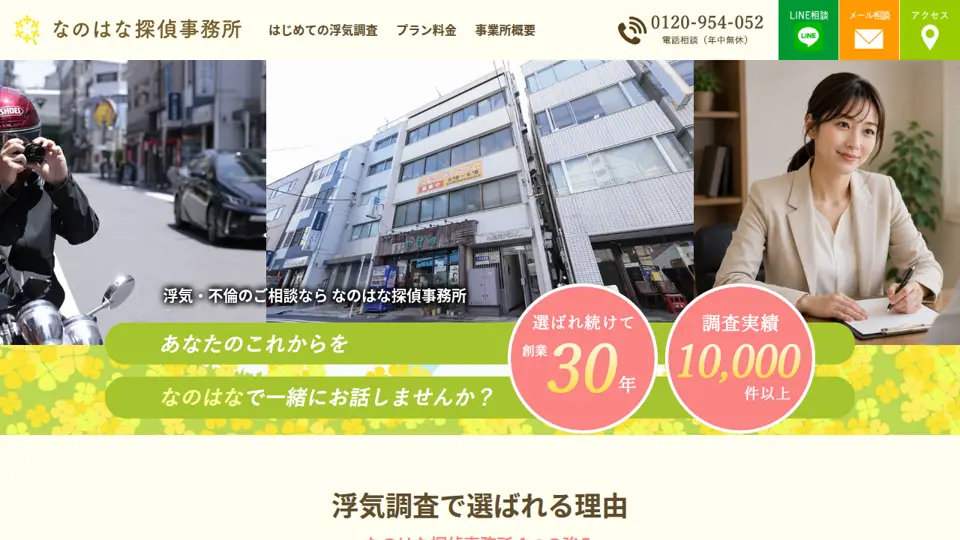 なのはな探偵事務所
はじめての浮気調査 プラン料金 事業所概要
0120-954-052
電話相談（年中無休）
LINE相談
LINE
メール相談
アクセス
SHOEI
浮気・不倫のご相談なら なのはな探偵事務所
あなたのこれからを
なのはなで一緒にお話しませんか？
選ばれ続けて
創業
30年
調査実績
10,000
件以上
浮気調査で選ばれる理由